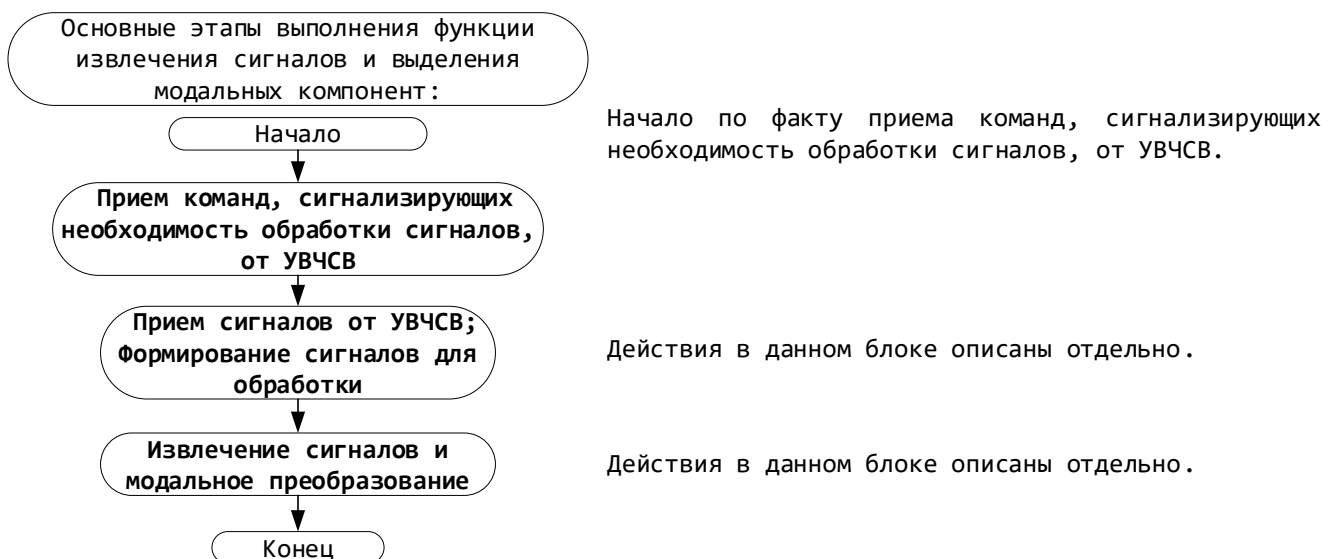 Основные этапы выполнения функции
извлечения сигналов и выделения
модальных компонент:
Начало
Начало по факту приема команд, сигнализирующих
необходимость обработки сигналов, от УВЧСВ.
Прием команд, сигнализирующих
необходимость обработки сигналов,
от УВЧСВ
Прием сигналов от УВЧСВ;
Формирование сигналов для
обработки
Действия в данном блоке описаны отдельно.
Извлечение сигналов и
модальное преобразование
Действия в данном блоке описаны отдельно.
Конец